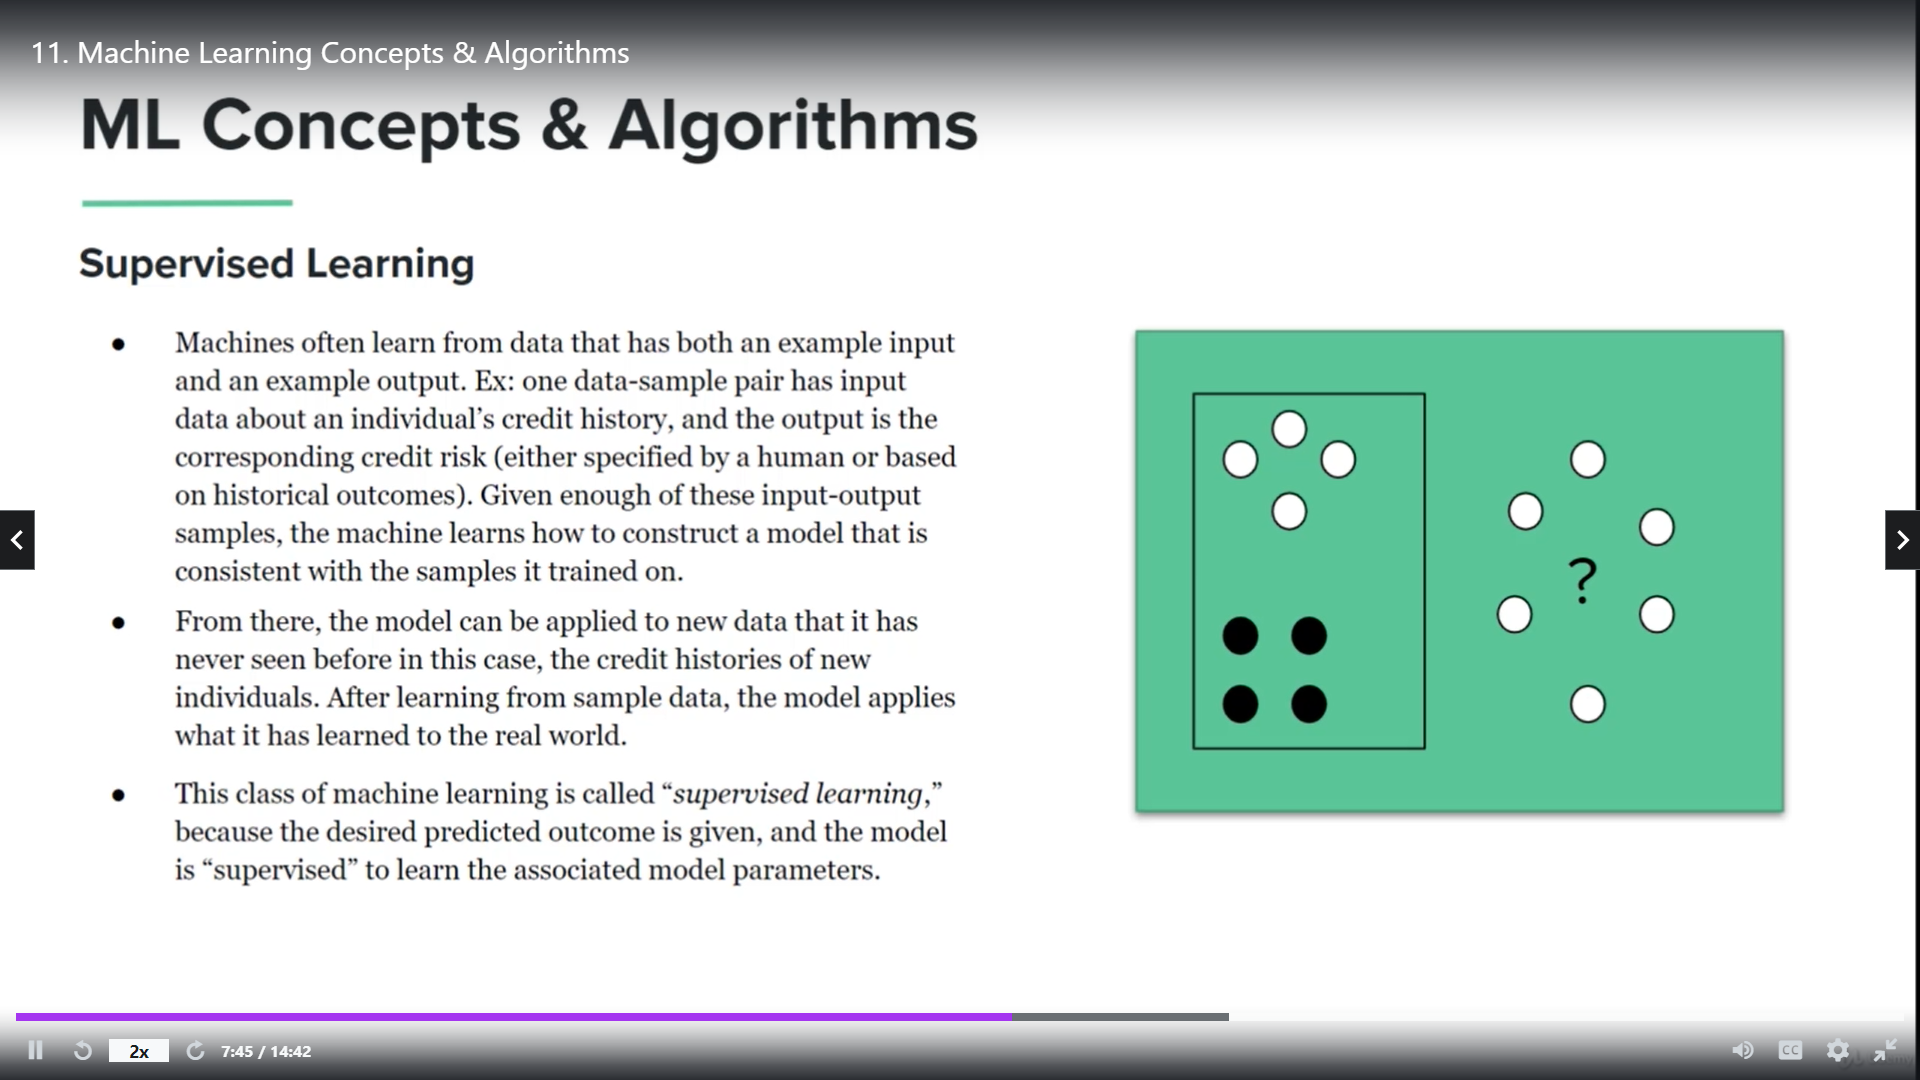 11. Machine Learning Concepts & Algorithms
ML Concepts & Algorithms
Supervised Learning
● Machines often learn from data that has both an example input
and an example output. Ex: one data-sample pair has input
data about an individual’s credit history, and the output is the
corresponding credit risk (either specified by a human or based
on historical outcomes). Given enough of these input-output
samples, the machine learns how to construct a model that is
consistent with the samples it trained on.
● From there, the model can be applied to new data that it has
never seen before in this case, the credit histories of new
individuals. After learning from sample data, the model applies
what it has learned to the real world.
● This class of machine learning is called “supervised learning,”
because the desired predicted outcome is given, and the model
is “supervised” to learn the associated model parameters.
?
2x
7:45 / 14:42
CC